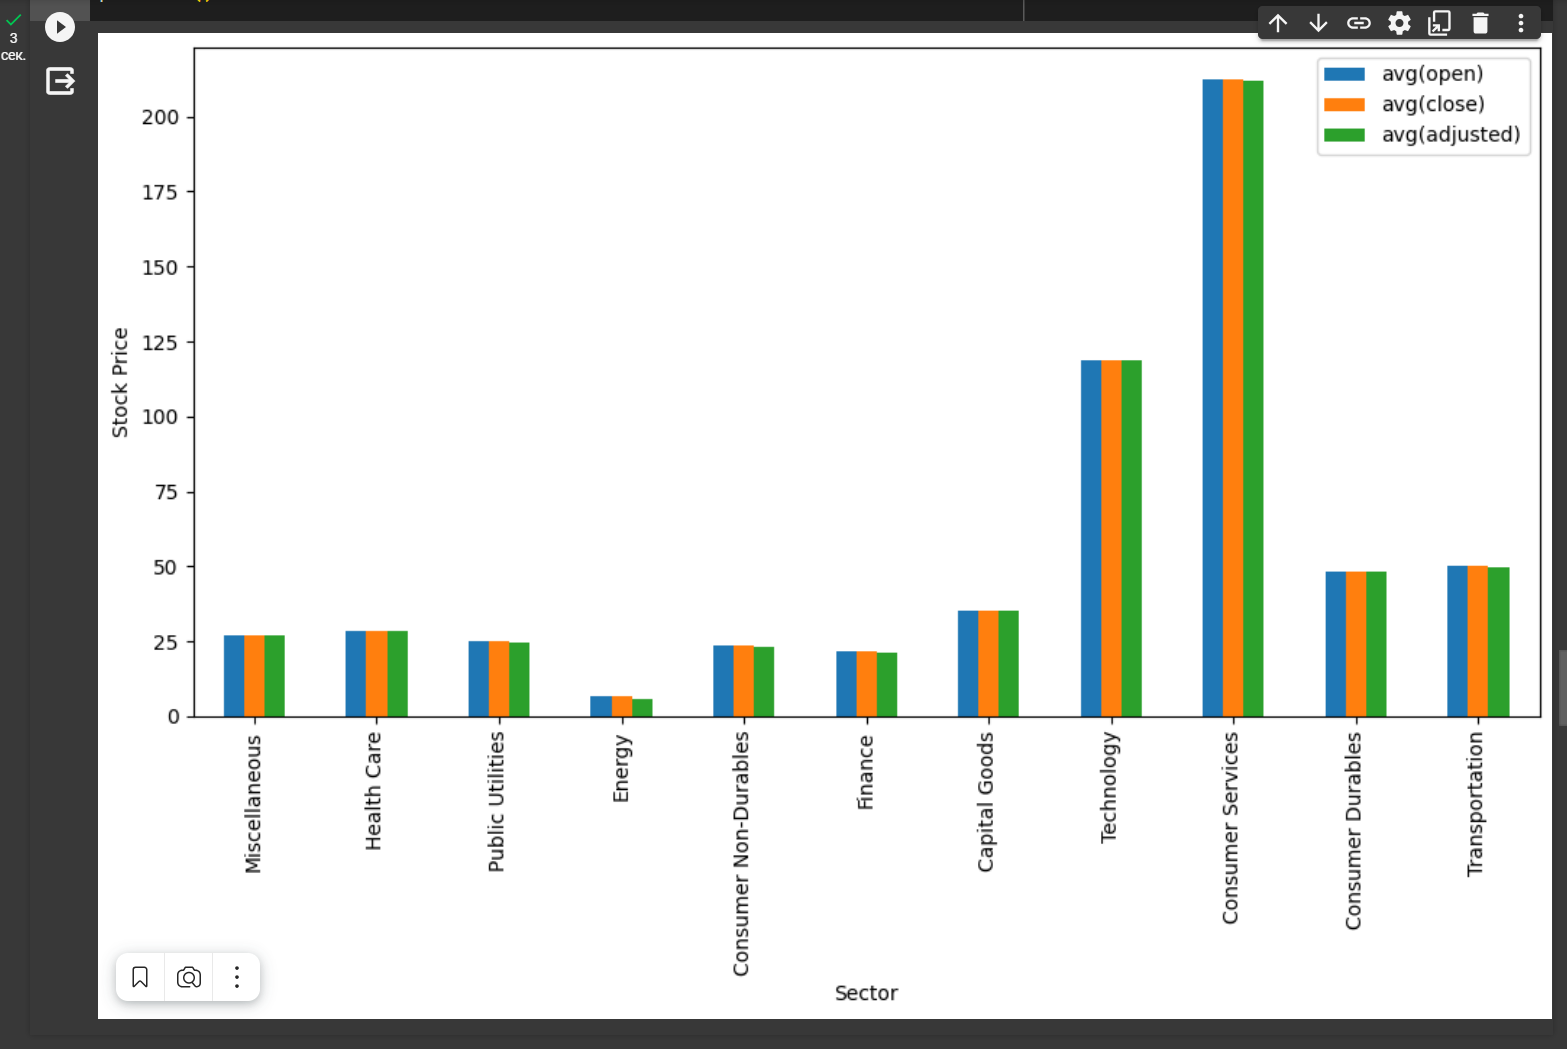 3
сек.
avg(open)
avg(close)
avg(adjusted)
200
175
150
125
100
75
50
25
0
Stock Price
Miscellaneous
Health Care
Public Utilities
Energy
Consumer Non-Durables
Finance
Capital Goods
Technology
Consumer Services
Consumer Durables
Transportation
Sector